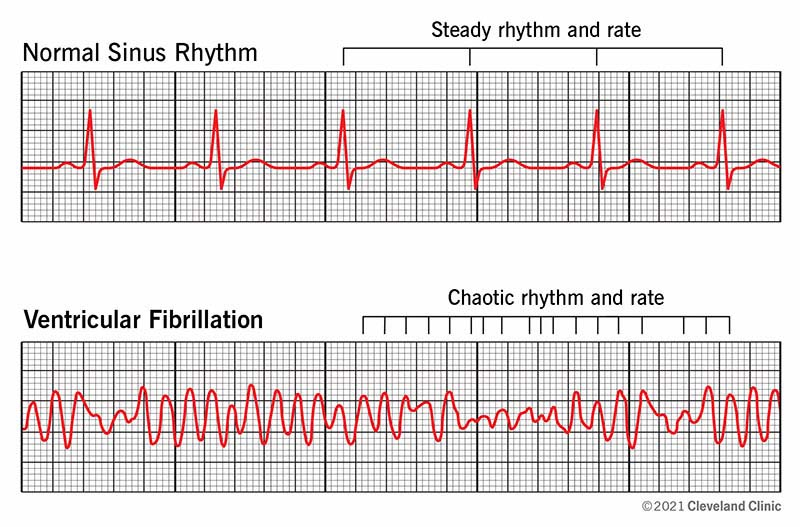 Steady rhythm and rate
Normal Sinus Rhythm
Chaotic rhythm and rate
Ventricular Fibrillation
©2021 Cleveland Clinic